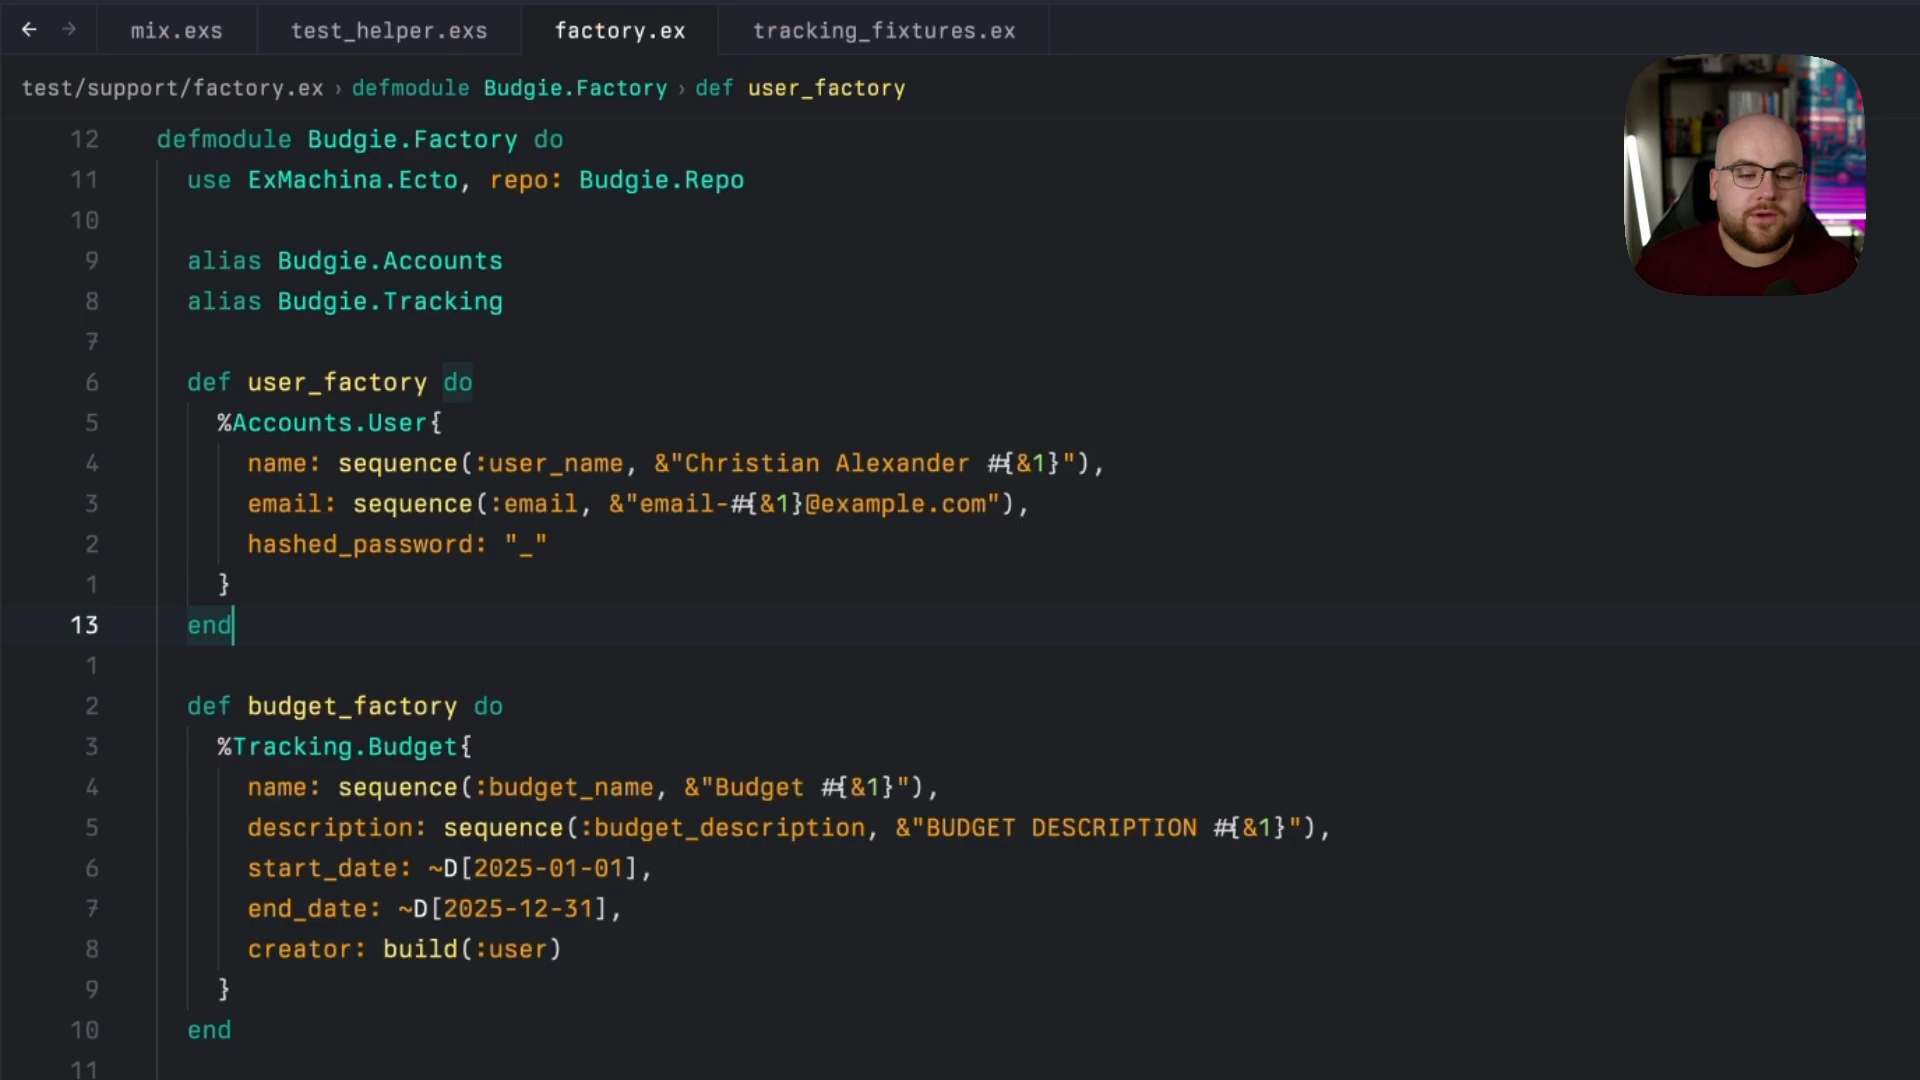 mix.exs test_helper.exs factory.ex tracking_fixtures.ex
test/support/factory.ex › defmodule Budgie.Factory › def user_factory
12 defmodule Budgie.Factory do
11 use ExMachina.Ecto, repo: Budgie.Repo
10
9 alias Budgie.Accounts
8 alias Budgie.Tracking
7
6 def user_factory do
5 %Accounts.User{
4 name: sequence(:user_name, &"Christian Alexander #{&1}"),
3 email: sequence(:email, &"email-#{&1}@example.com"),
2 hashed_password: "_"
1 }
13 end
1
2 def budget_factory do
3 %Tracking.Budget{
4 name: sequence(:budget_name, &"Budget #{&1}"),
5 description: sequence(:budget_description, &"BUDGET DESCRIPTION #{&1}"),
6 start_date: ~D[2025-01-01],
7 end_date: ~D[2025-12-31],
8 creator: build(:user)
9 }
10 end
11